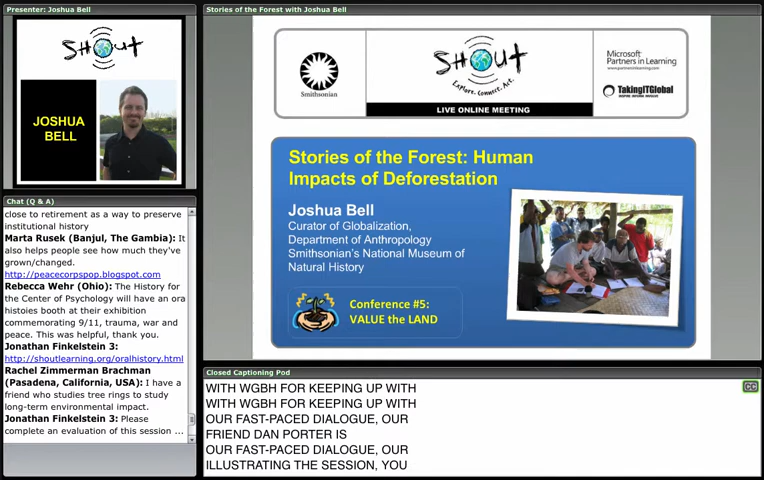 Presenter: Joshua Bell
SHOUT
JOSHUA
BELL
Chat (Q & A)
close to retirement as a way to preserve
institutional history
Marta Rusek (Banjul, The Gambia): It
also helps people see how much they've
grown/changed.
http://peacecorpspop.blogspot.com
Rebecca Wehr (Ohio): The History for
the Center of Psychology will have an ora
histoies booth at their exhibition
commemorating 9/11, trauma, war and
peace. This was helpful, thank you.
Jonathan Finkelstein 3:
http://shoutlearning.org/oralhistory.html
Rachel Zimmerman Brachman
(Pasadena, California, USA): I have a
friend who studies tree rings to study
long-term environmental impact.
Jonathan Finkelstein 3: Please
complete an evaluation of this session ...
Stories of the Forest with Joshua Bell
Smithsonian
SHOUT
Explore. Connect. Act.
LIVE ONLINE MEETING
Microsoft
Partners in Learning
www.partnersinlearning.com
TakingITGlobal
Stories of the Forest: Human
Impacts of Deforestation
Joshua Bell
Curator of Globalization,
Department of Anthropology
Smithsonian's National Museum of
Natural History
Conference #5:
VALUE the LAND
Closed Captioning Pod
CC
WITH WGBH FOR KEEPING UP WITH
WITH WGBH FOR KEEPING UP WITH
OUR FAST-PACED DIALOGUE, OUR
FRIEND DAN PORTER IS
OUR FAST-PACED DIALOGUE, OUR
ILLUSTRATING THE SESSION, YOU